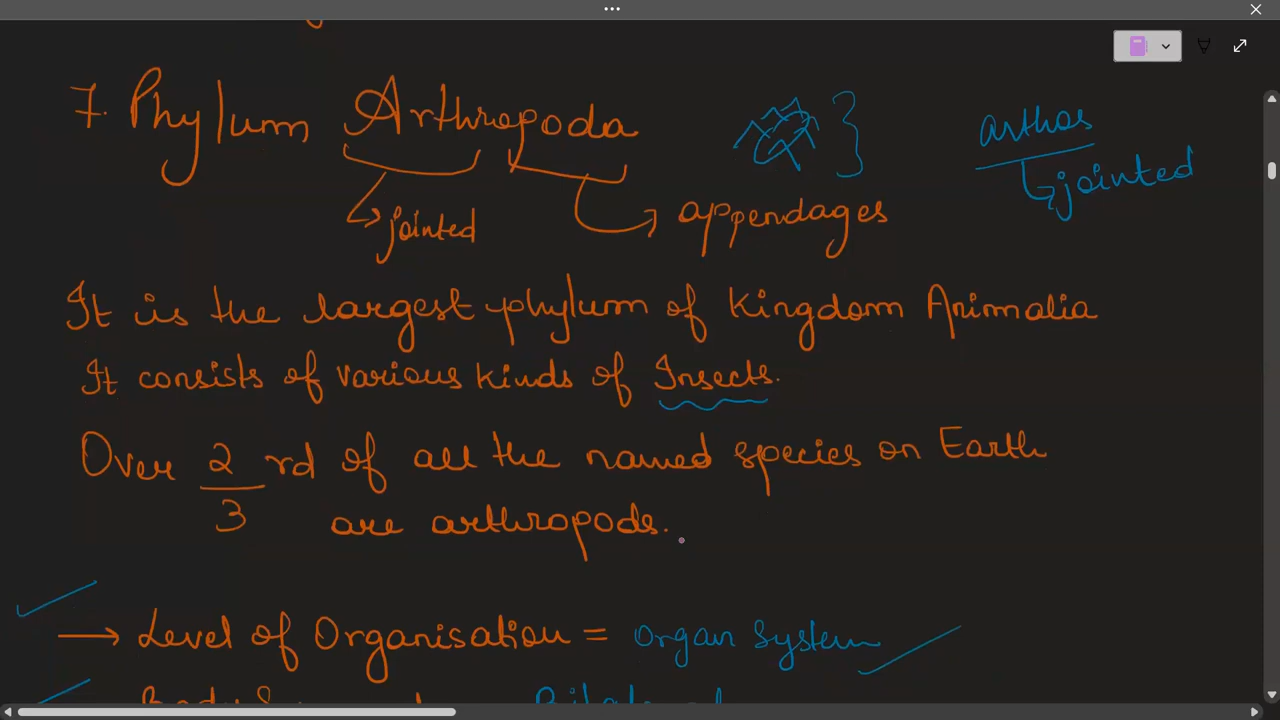 7. Phylum Arthropoda
arthos
jointed
jointed
appendages
It is the largest phylum of Kingdom Animalia
It consists of various kinds of Insects.
Over 2/3 rd of all the named species on Earth
are arthropods.
→ Level of Organisation = Organ System